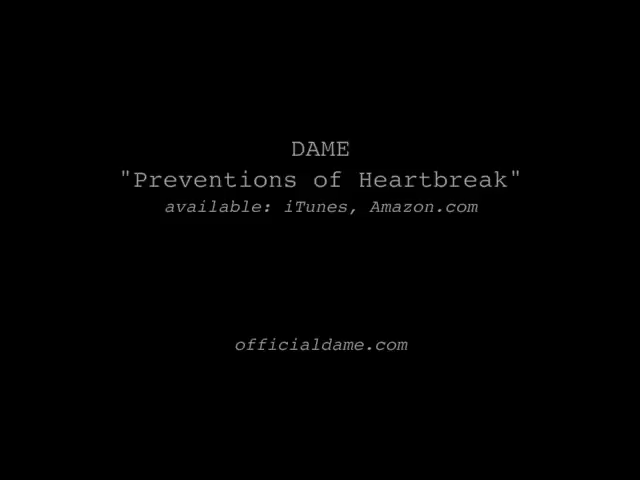 DAME
"Preventions of Heartbreak"
available: iTunes, Amazon.com
officialdame.com